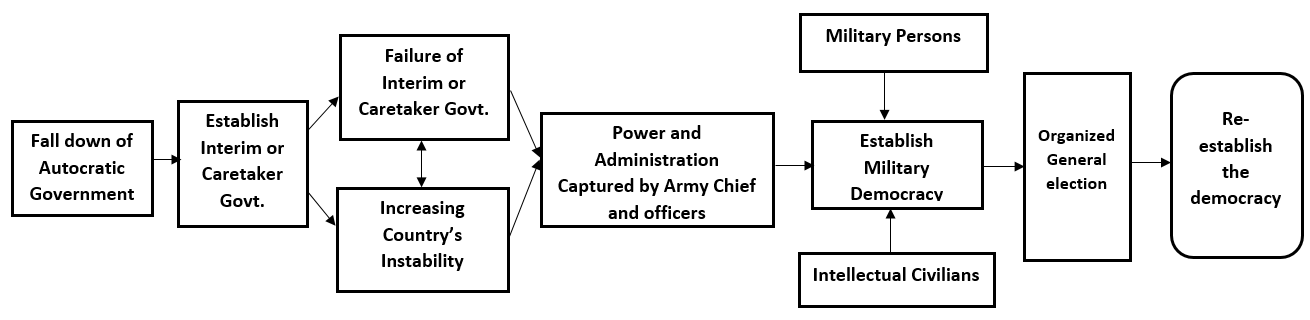 Fall down of
Autocratic
Government
Establish
Interim or
Caretaker
Govt.
Failure of
Interim or
Caretaker Govt.
Increasing
Country’s
Instability
Power and
Administration
Captured by Army Chief
and officers
Military Persons
Establish
Military
Democracy
Intellectual Civilians
Organized
General
election
Re-
establish
the
democracy